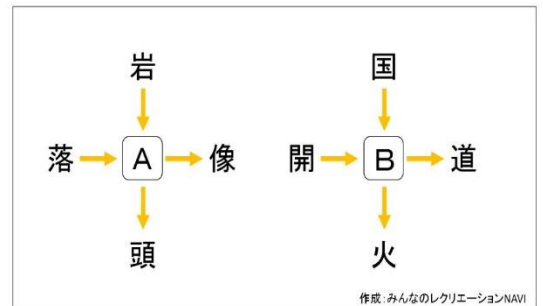 岩
国
落 A 像
開 B 道
頭
火
作成:みんなのレクリエーションNAVI